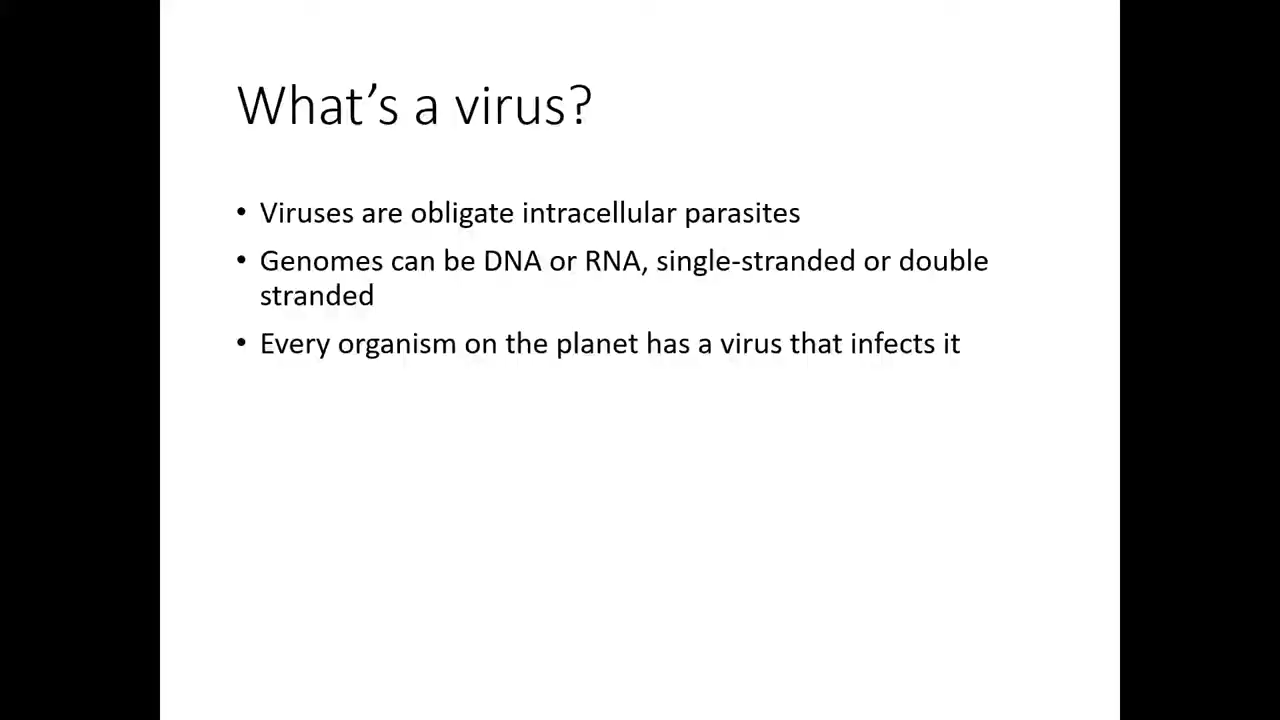 What’s a virus?
• Viruses are obligate intracellular parasites
• Genomes can be DNA or RNA, single-stranded or double
stranded
• Every organism on the planet has a virus that infects it